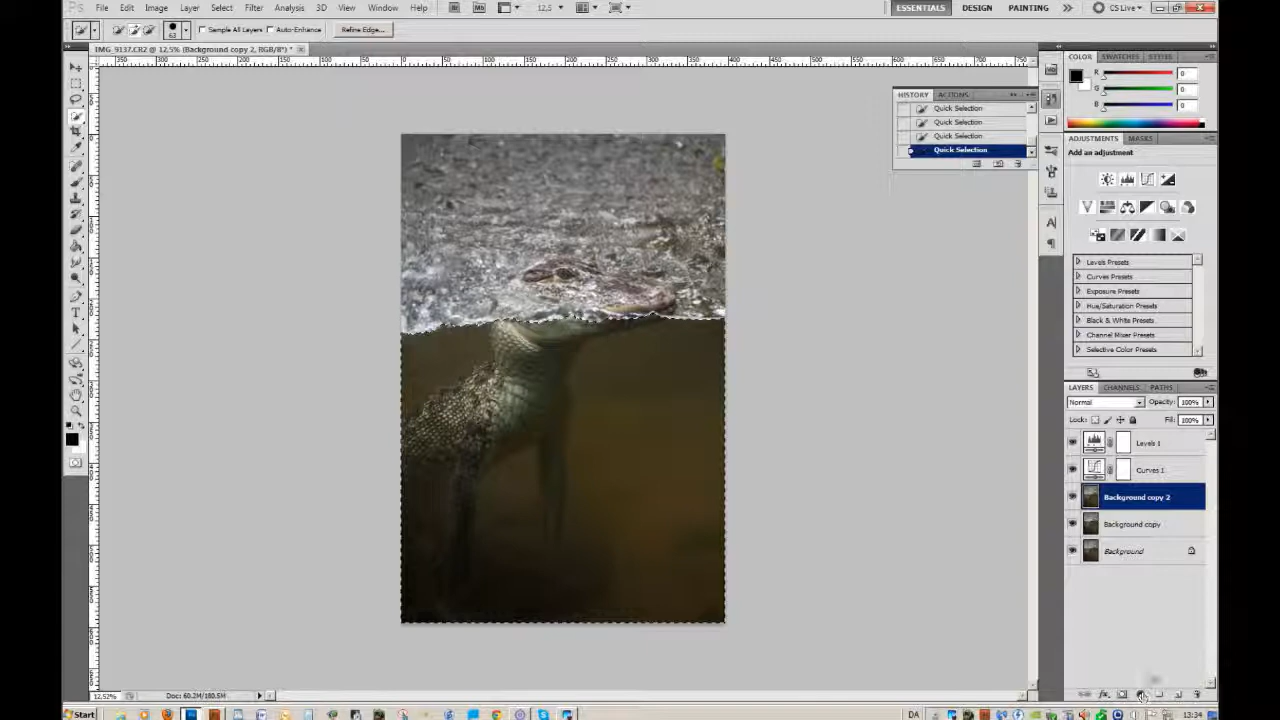 File Edit Image Layer Select Filter Analysis 3D View Window Help
12,5
ESSENTIALS DESIGN PAINTING CS Live
63 Sample All Layers Auto-Enhance Refine Edge...
IMG_9137.CR2 @ 12,5% (Background copy 2, RGB/8*) *
HISTORY ACTIONS
Quick Selection
Quick Selection
Quick Selection
Quick Selection
COLOR SWATCHES STYLES
R 0
G 0
B 0
ADJUSTMENTS MASKS
Add an adjustment
Levels Presets
Curves Presets
Exposure Presets
Hue/Saturation Presets
Black & White Presets
Channel Mixer Presets
Selective Color Presets
LAYERS CHANNELS PATHS
Normal Opacity: 100%
Lock: Fill: 100%
Levels 1
Curves 1
Background copy 2
Background copy
Background
12,52% Doc: 60,2M/180,5M
Start DA 13:34